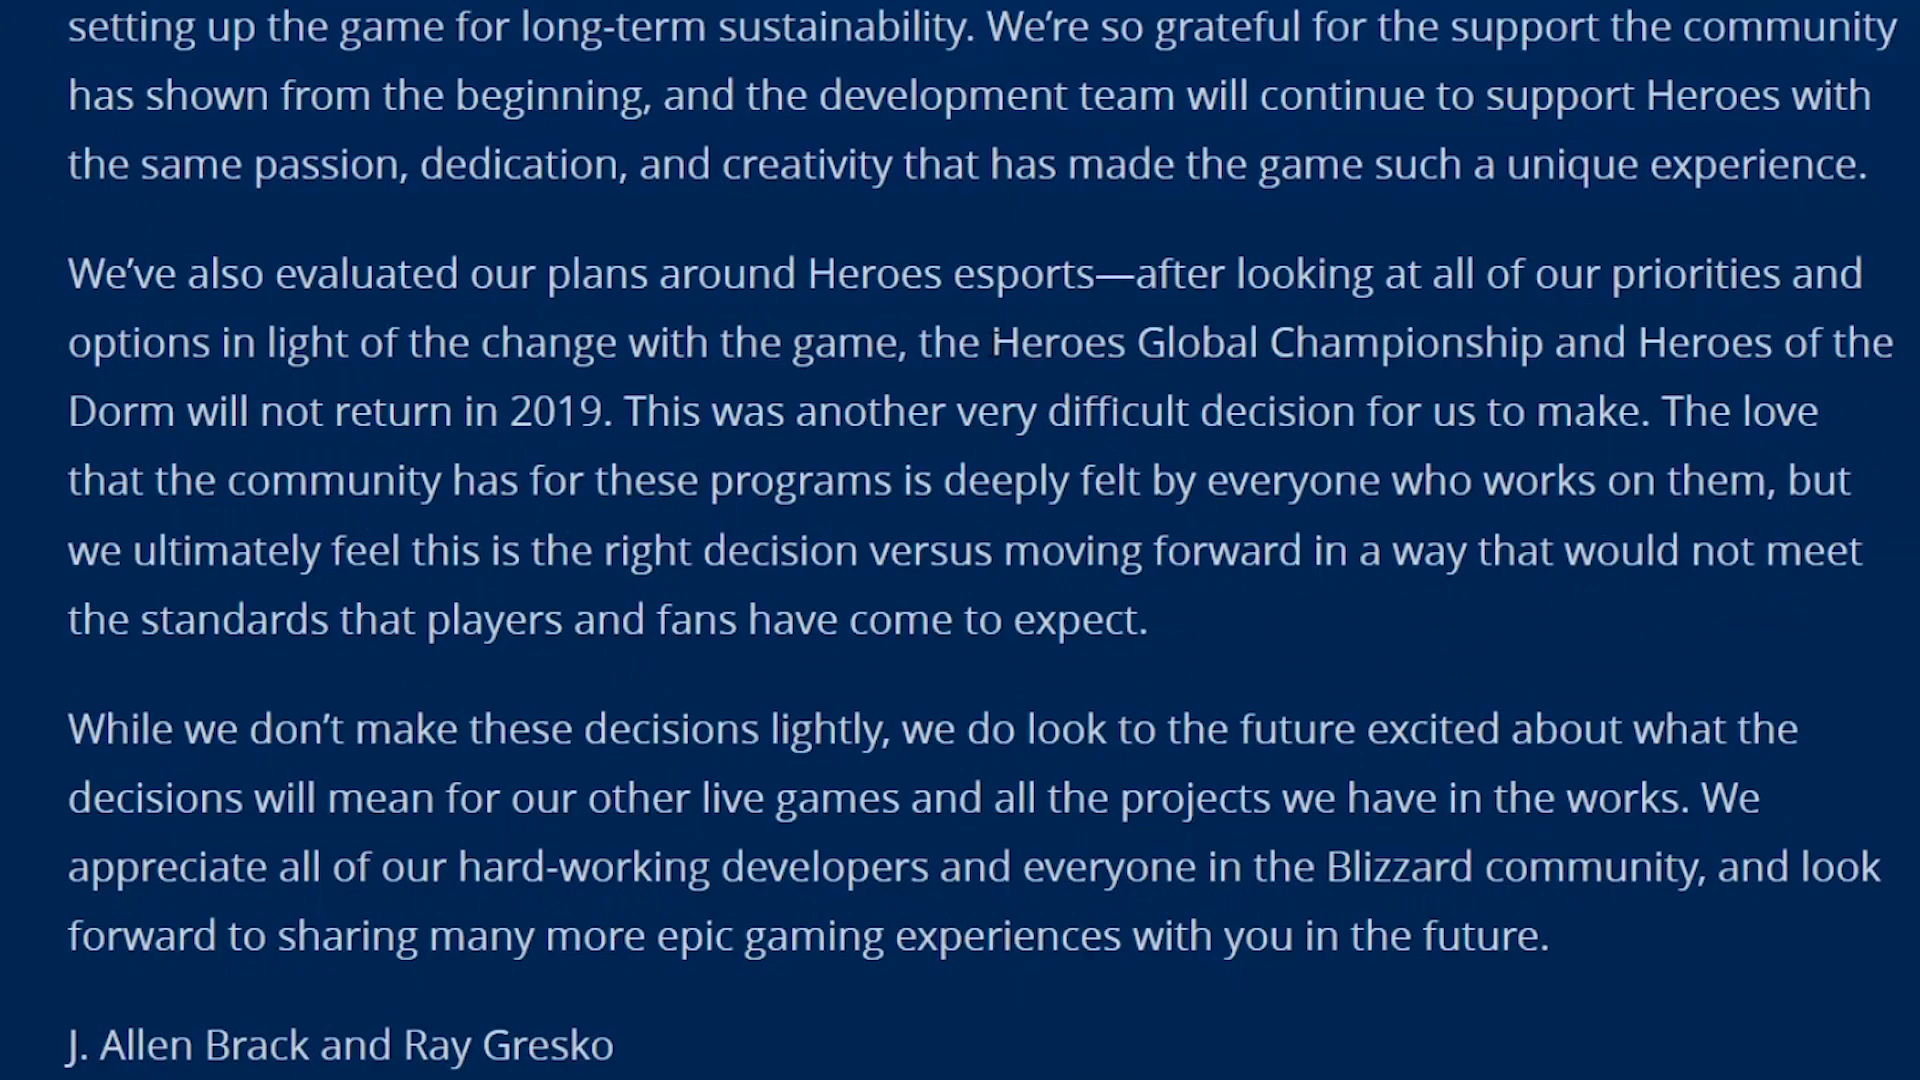 setting up the game for long-term sustainability. We’re so grateful for the support the community
has shown from the beginning, and the development team will continue to support Heroes with
the same passion, dedication, and creativity that has made the game such a unique experience.
We’ve also evaluated our plans around Heroes esports—after looking at all of our priorities and
options in light of the change with the game, the Heroes Global Championship and Heroes of the
Dorm will not return in 2019. This was another very difficult decision for us to make. The love
that the community has for these programs is deeply felt by everyone who works on them, but
we ultimately feel this is the right decision versus moving forward in a way that would not meet
the standards that players and fans have come to expect.
While we don’t make these decisions lightly, we do look to the future excited about what the
decisions will mean for our other live games and all the projects we have in the works. We
appreciate all of our hard-working developers and everyone in the Blizzard community, and look
forward to sharing many more epic gaming experiences with you in the future.
J. Allen Brack and Ray Gresko